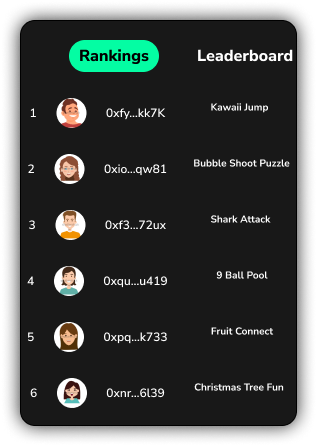 Rankings Leaderboard
1 0xfy...kk7K Kawaii Jump
2 0xio...qw81 Bubble Shoot Puzzle
3 0xf3...72ux Shark Attack
4 0xqu...u419 9 Ball Pool
5 0xpq...k733 Fruit Connect
6 0xnr...6l39 Christmas Tree Fun